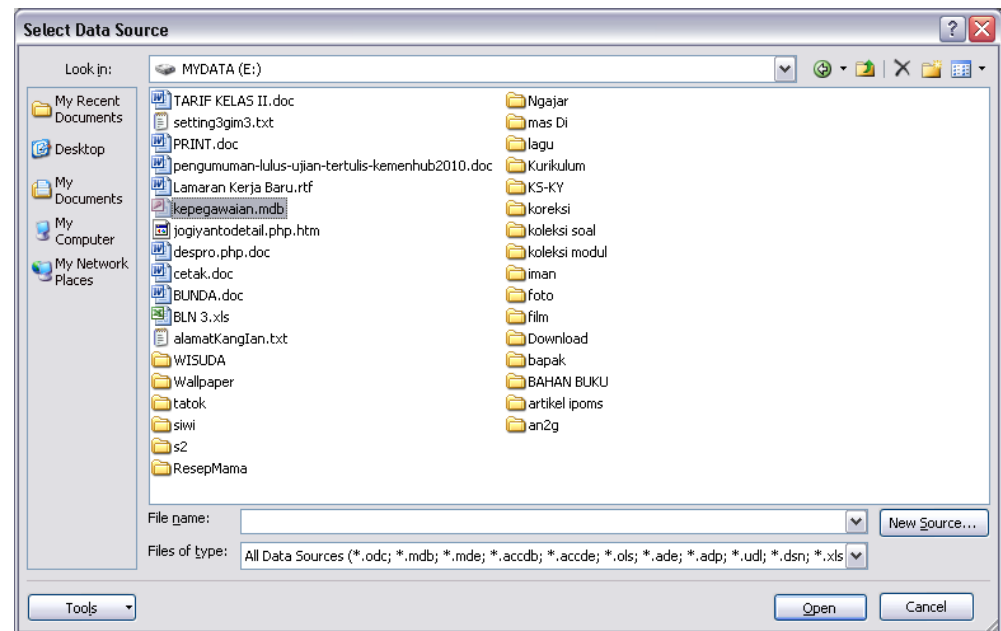 Select Data Source
Look in:
MYDATA (E:)
My Recent
Documents
Desktop
My
Documents
My
Computer
My Network
Places
TARIF KELAS II.doc
setting3gim3.txt
PRINT.doc
pengumuman-lulus-ujian-tertulis-kemenhub2010.doc
Lamaran Kerja Baru.rtf
kepegawaian.mdb
jogiyantodetail.php.htm
despro.php.doc
cetak.doc
BUNDA.doc
BLN 3.xls
alamatKangIan.txt
WISUDA
Wallpaper
tatok
siwi
s2
ResepMama
Ngajar
mas Di
lagu
Kurikulum
KS-KY
koreksi
koleksi soal
koleksi modul
iman
foto
film
Download
bapak
BAHAN BUKU
artikel ipoms
an2g
File name:
New Source...
Files of type:
All Data Sources (*.odc; *.mdb; *.mde; *.accdb; *.accde; *.ols; *.ade; *.adp; *.udl; *.dsn; *.xls
Tools
Open
Cancel